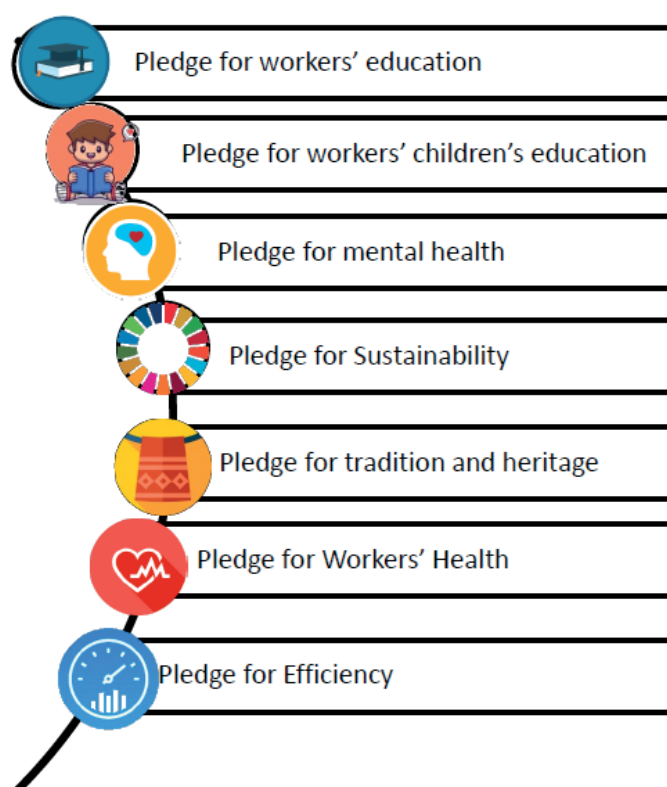 Pledge for workers’ education
Pledge for workers’ children’s education
Pledge for mental health
Pledge for Sustainability
Pledge for tradition and heritage
Pledge for Workers’ Health
Pledge for Efficiency